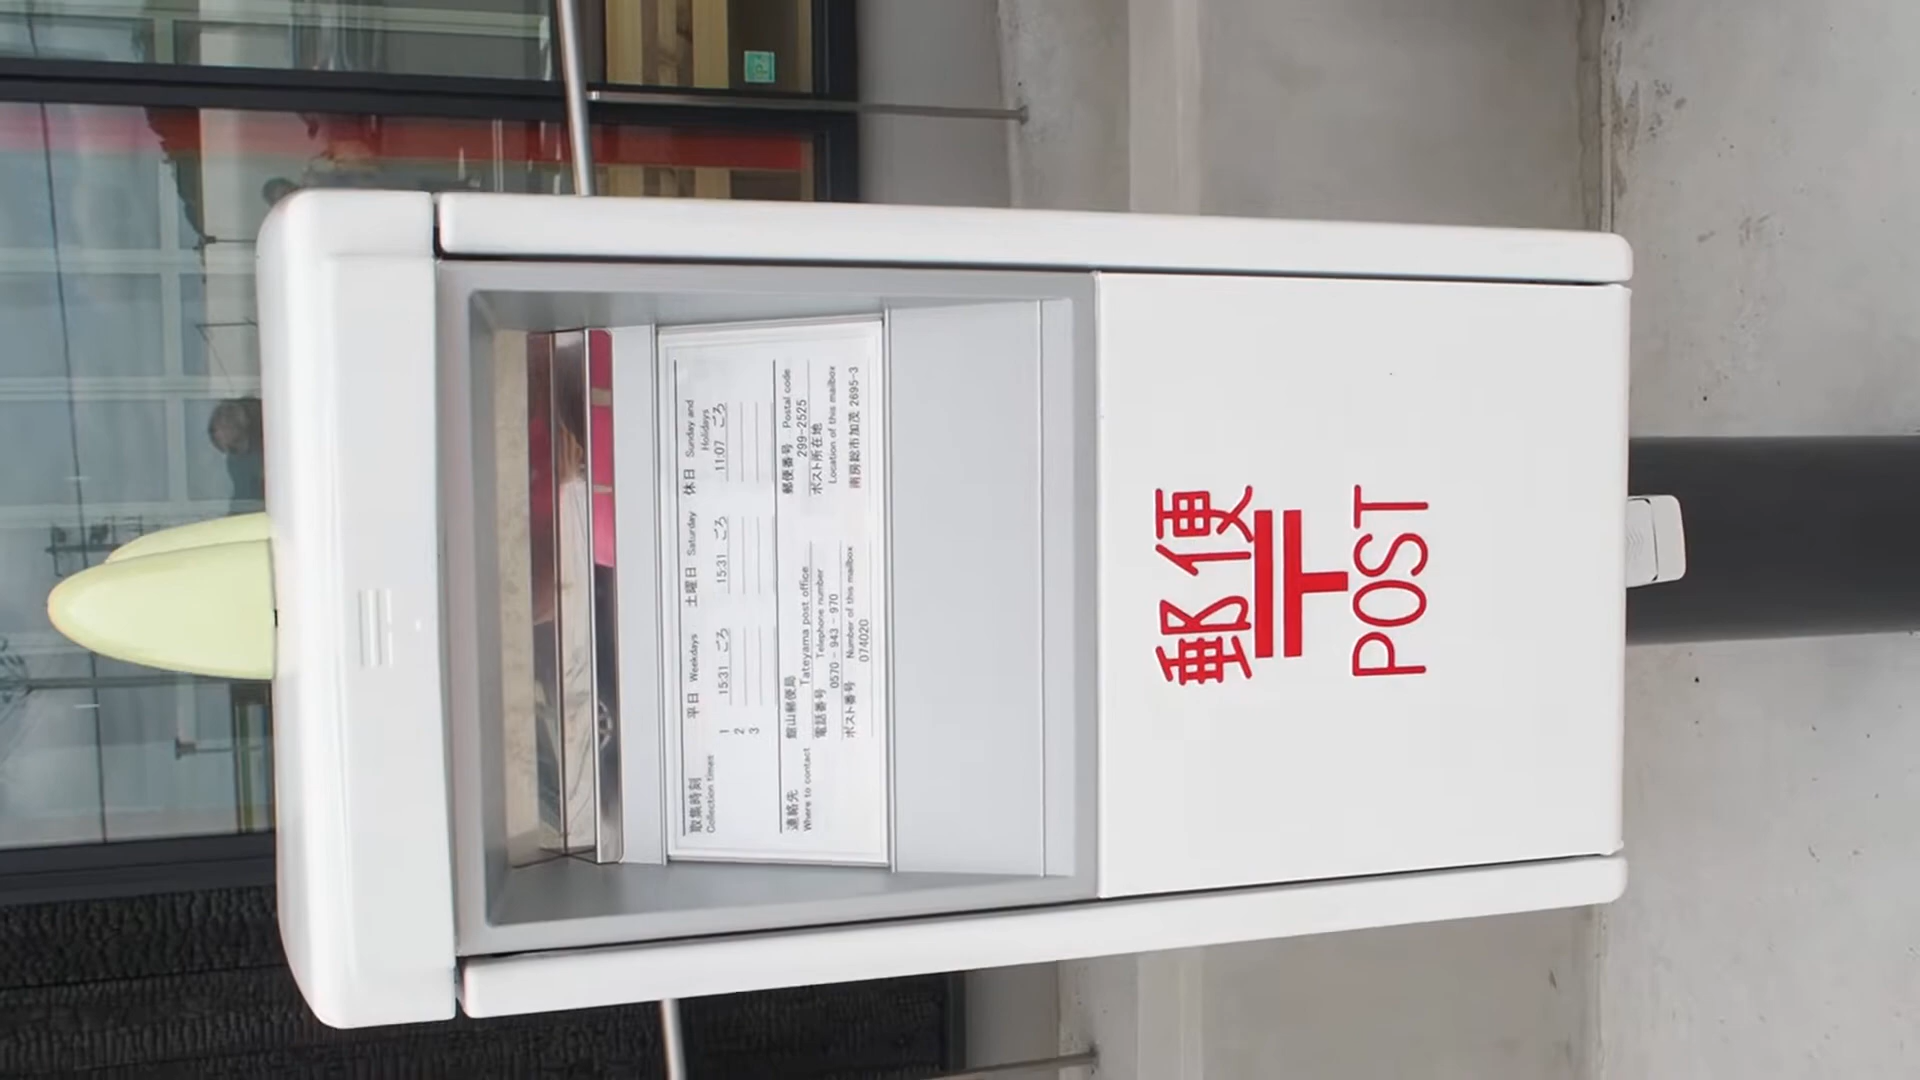 取集時刻 平日 Weekdays 土曜日 Saturday 休日 Sunday and Holidays
Collection times
1 15:31 ごろ 15:31 ごろ 11:07 ごろ
2
3
連絡先
Where to contact
館山郵便局
Tateyama post office
電話番号 Telephone number
0570 - 943 - 970
ポスト番号 Number of this mailbox
074020
郵便番号 Postal code
299-2525
ポスト所在地
Location of this mailbox
南房総市加茂 2695-3
郵便
〒
POST